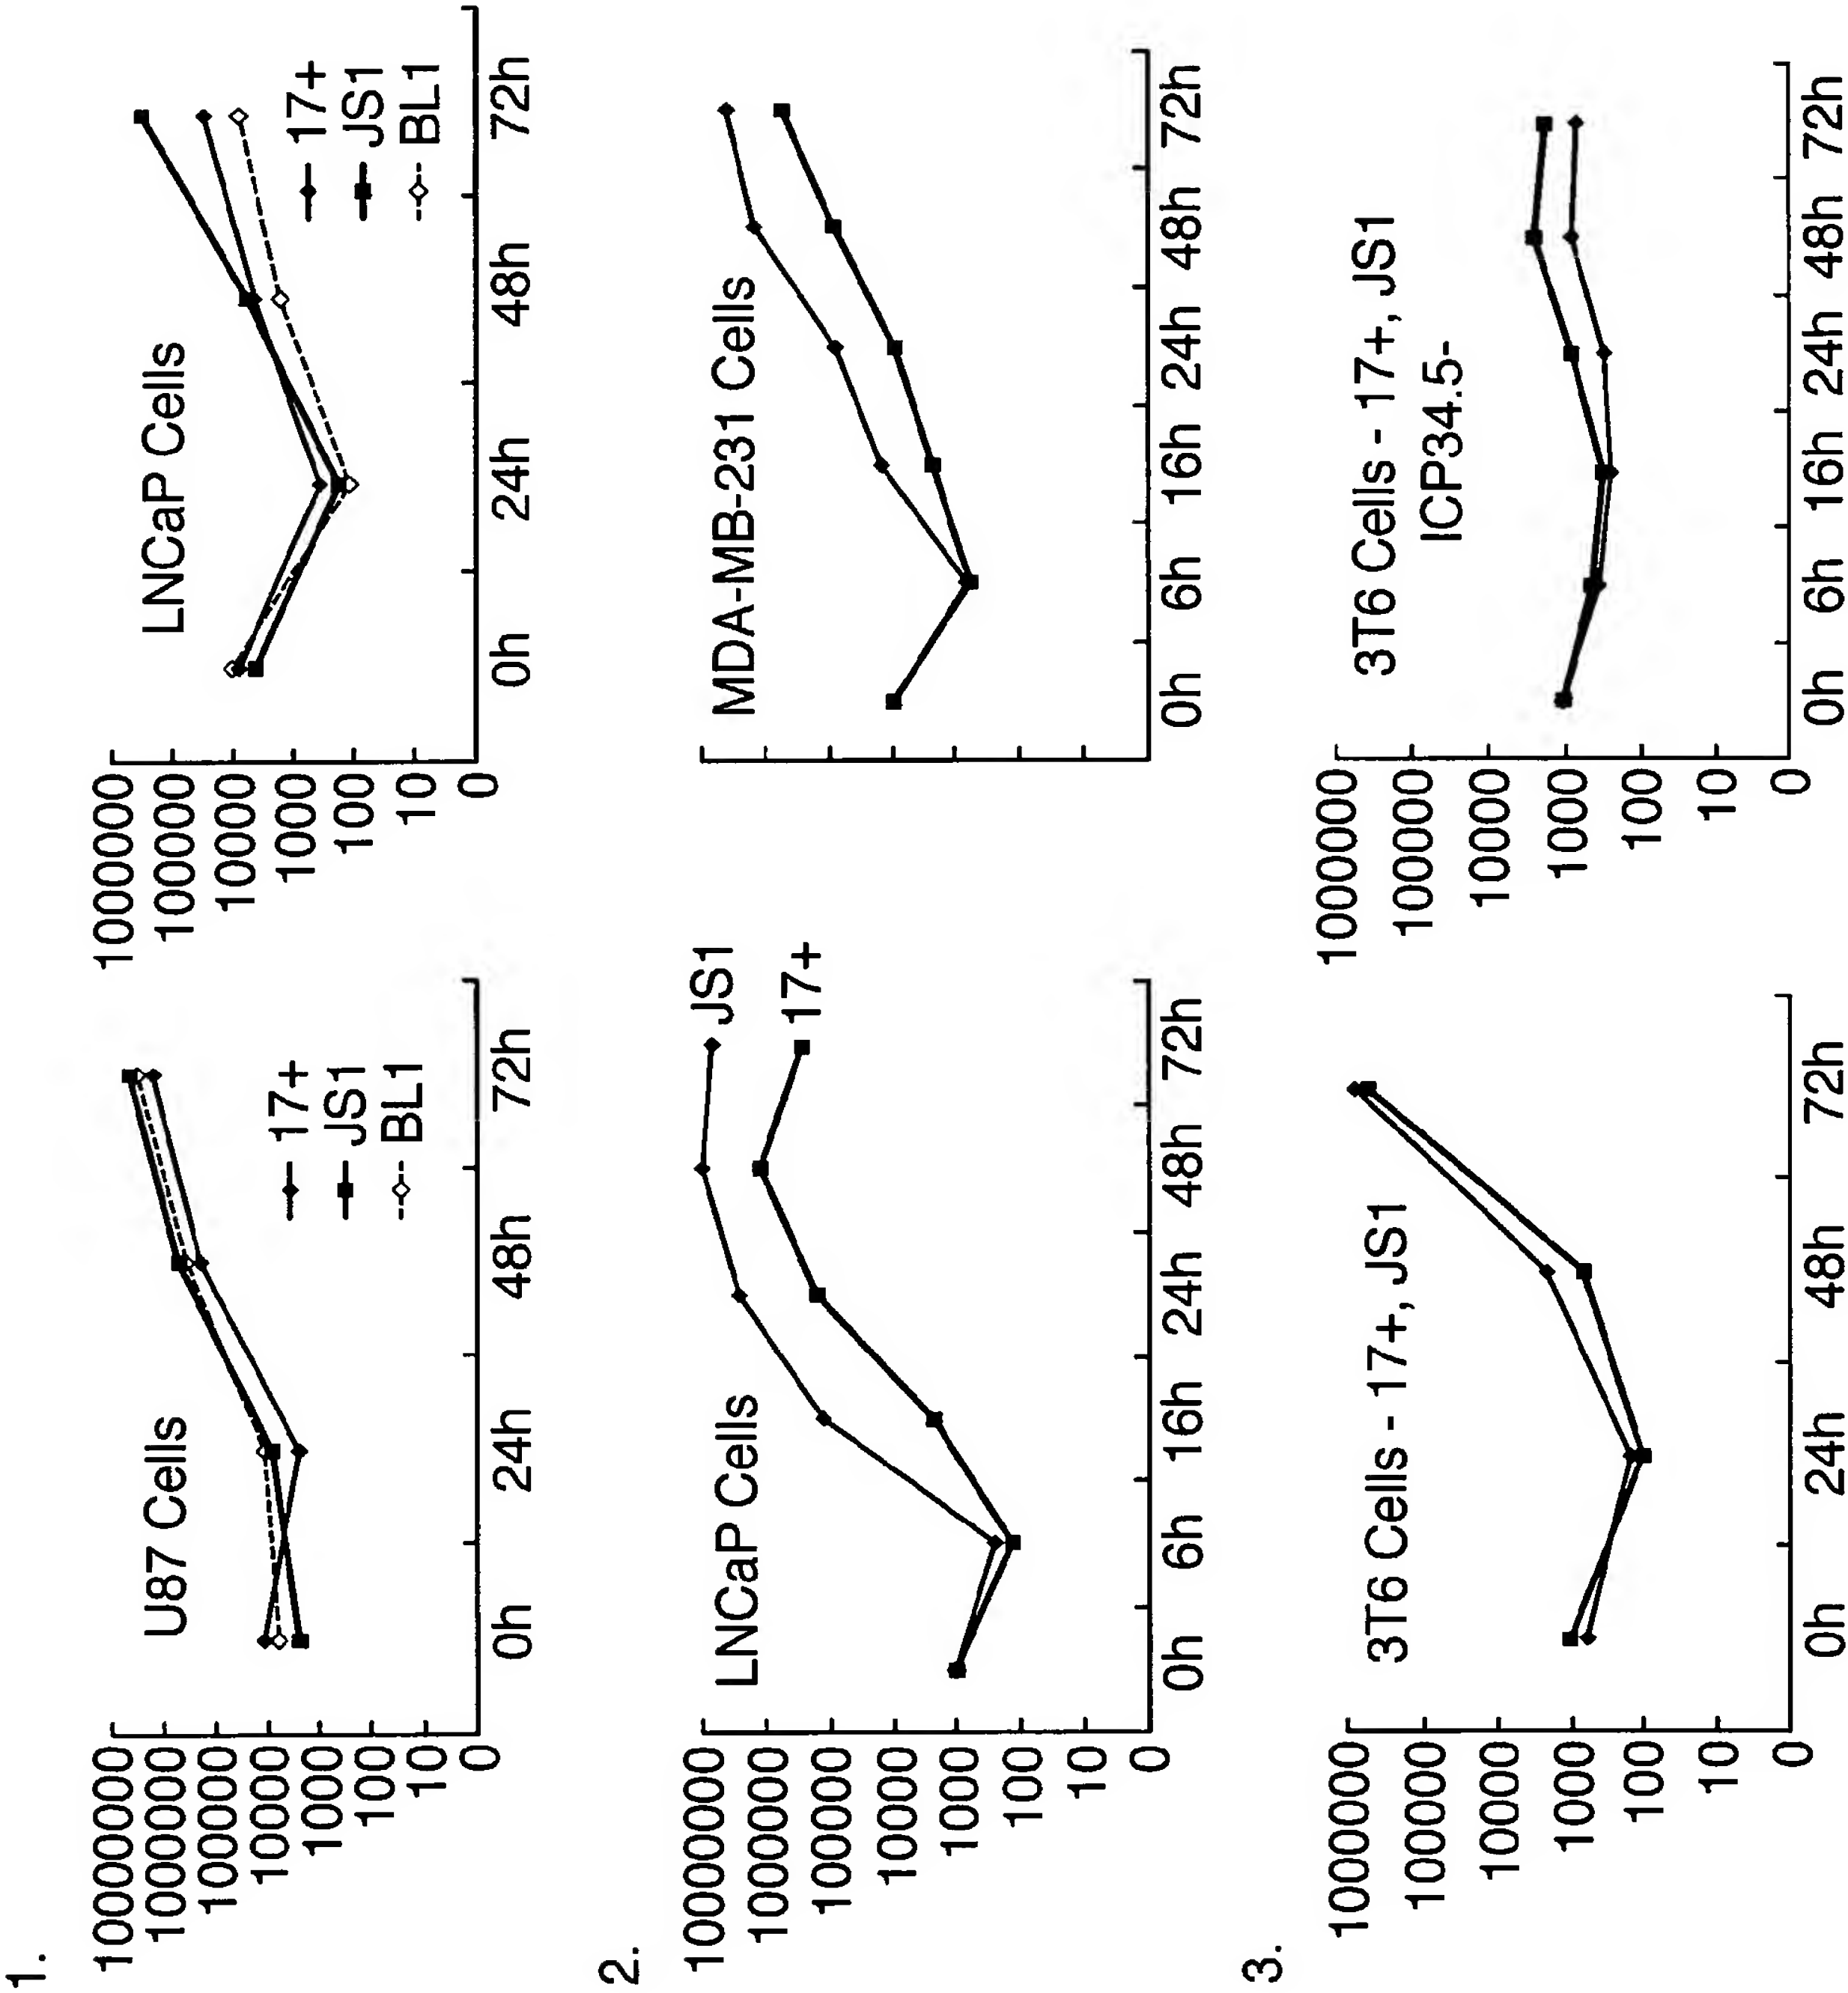 1.
U87 Cells
10000000
1000000
100000
10000
1000
100
10
0
0h 24h 48h 72h
17+
JS1
BL1
LNCaP Cells
1000000
100000
10000
1000
100
10
0
0h 24h 48h 72h
17+
JS1
BL1
2.
LNCaP Cells
10000000
1000000
100000
10000
1000
100
10
0
0h 6h 16h 24h 48h 72h
JS1
17+
MDA-MB-231 Cells
0h 6h 16h 24h 48h 72h
3.
3T6 Cells - 17+, JS1
1000000
100000
10000
1000
100
10
0
0h 24h 48h 72h
3T6 Cells - 17+, JS1
ICP34.5-
1000000
100000
10000
1000
100
10
0
0h 6h 16h 24h 48h 72h